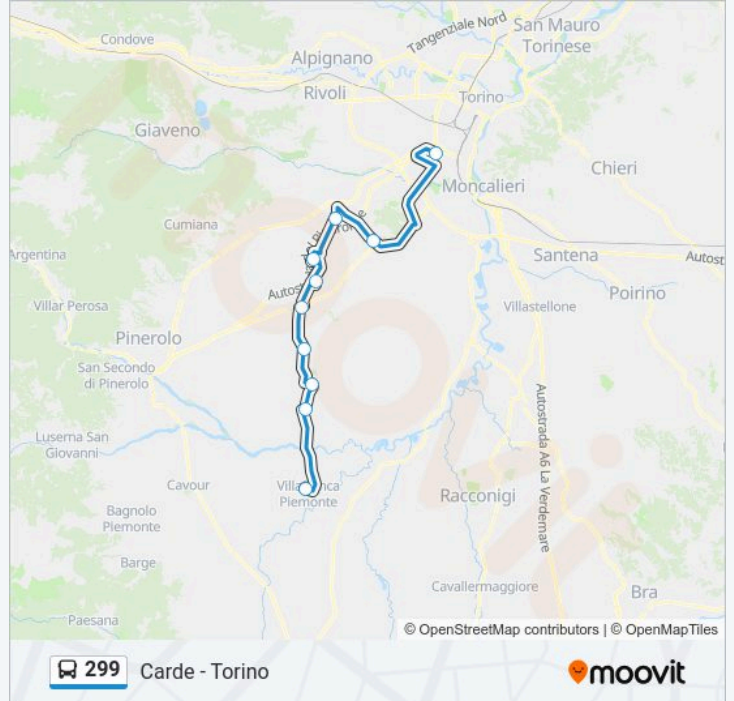 Condove
Tangenziale Nord
San Mauro
Torinese
Alpignano
Rivoli
Torino
Giaveno
Chieri
Moncalieri
Cumiana
Argentina
Santena
Autost
Autost
Poirino
Villar Perosa
Villastellone
Pinerolo
San Secondo
di Pinerolo
Autostrada A6 La Verdemare
Luserna San
Giovanni
Cavour
Piemonte
Racconigi
Bagnolo
Piemonte
Barge
Cavallermaggiore
Bra
Paesana
© OpenStreetMap contributors | © OpenMapTiles
299 Carde - Torino
moovit